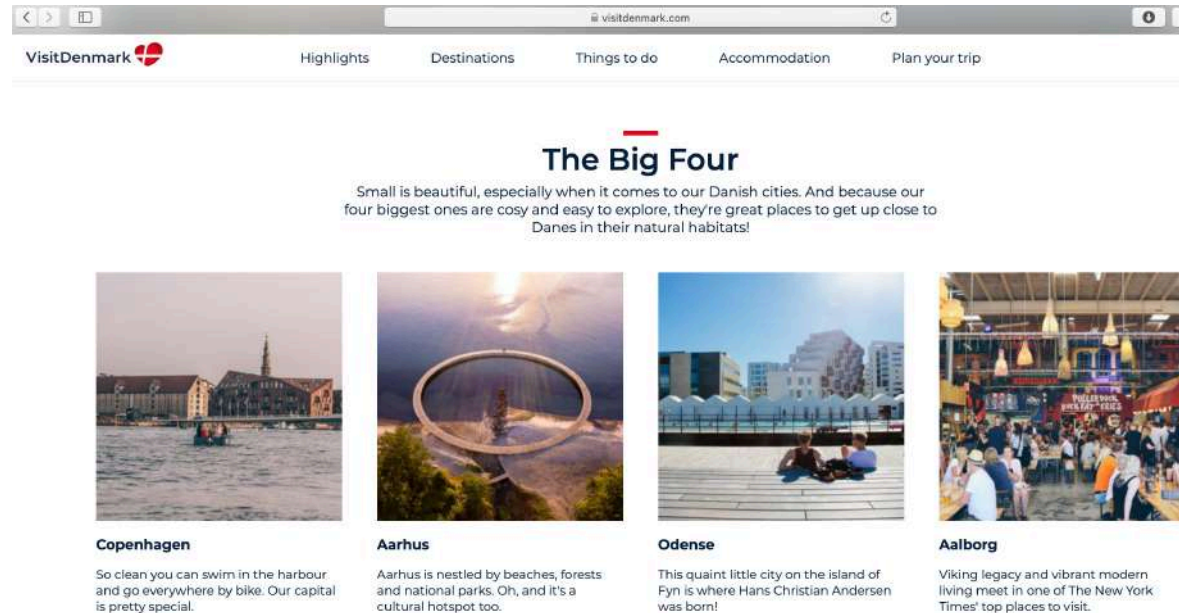 visitdenmark.com
VisitDenmark
Highlights
Destinations
Things to do
Accommodation
Plan your trip
The Big Four
Small is beautiful, especially when it comes to our Danish cities. And because our
four biggest ones are cosy and easy to explore, they're great places to get up close to
Danes in their natural habitats!
Copenhagen
So clean you can swim in the harbour
and go everywhere by bike. Our capital
is pretty special.
Aarhus
Aarhus is nestled by beaches, forests
and national parks. Oh, and it's a
cultural hotspot too.
Odense
This quaint little city on the island of
Fyn is where Hans Christian Andersen
was born!
Aalborg
Viking legacy and vibrant modern
living meet in one of The New York
Times' top places to visit.